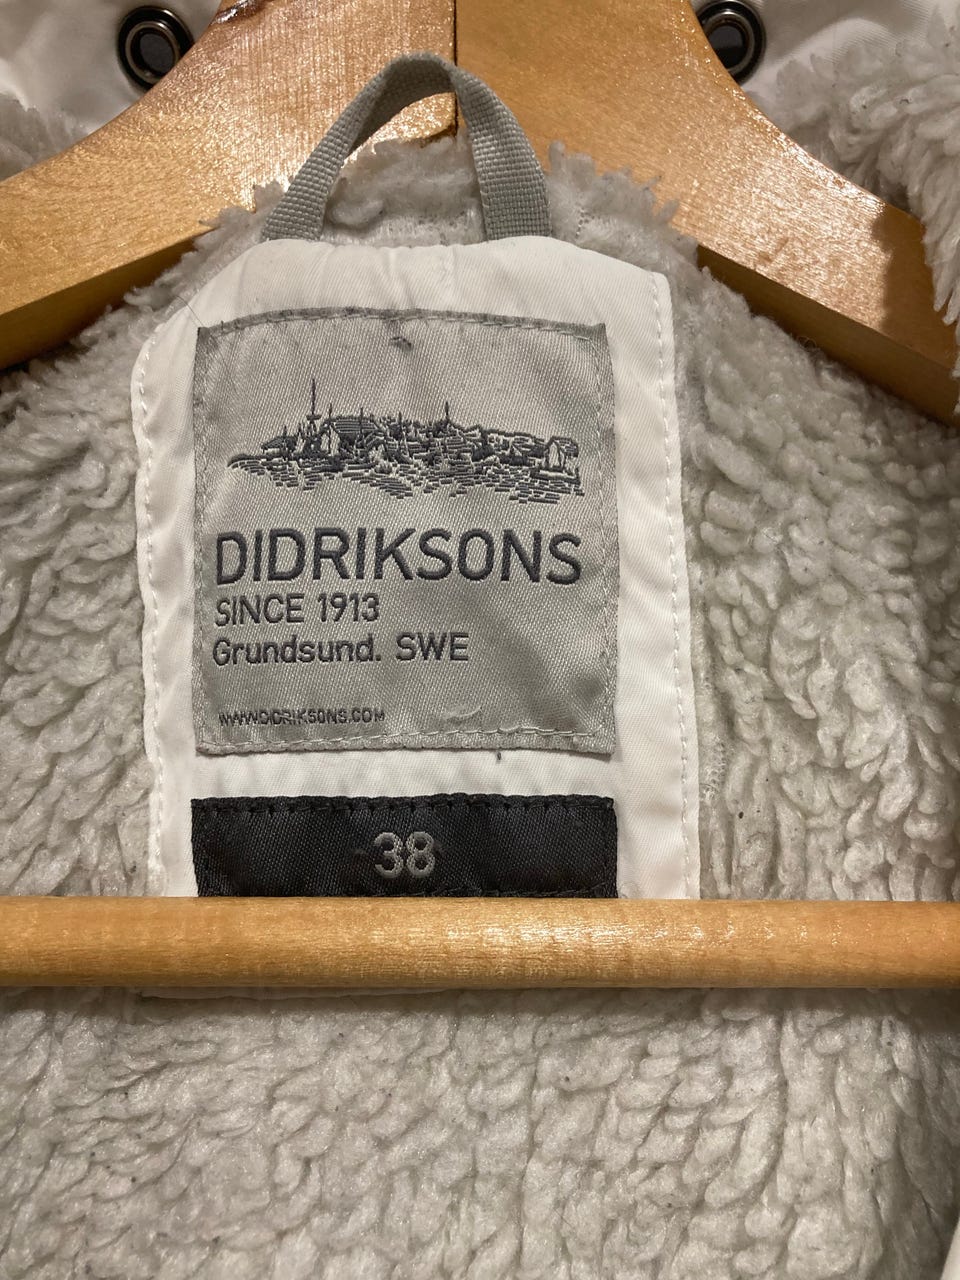 DIDRIKSONS
SINCE 1913
Grundsund. SWE
WWW.DIDRIKSONS.COM
38